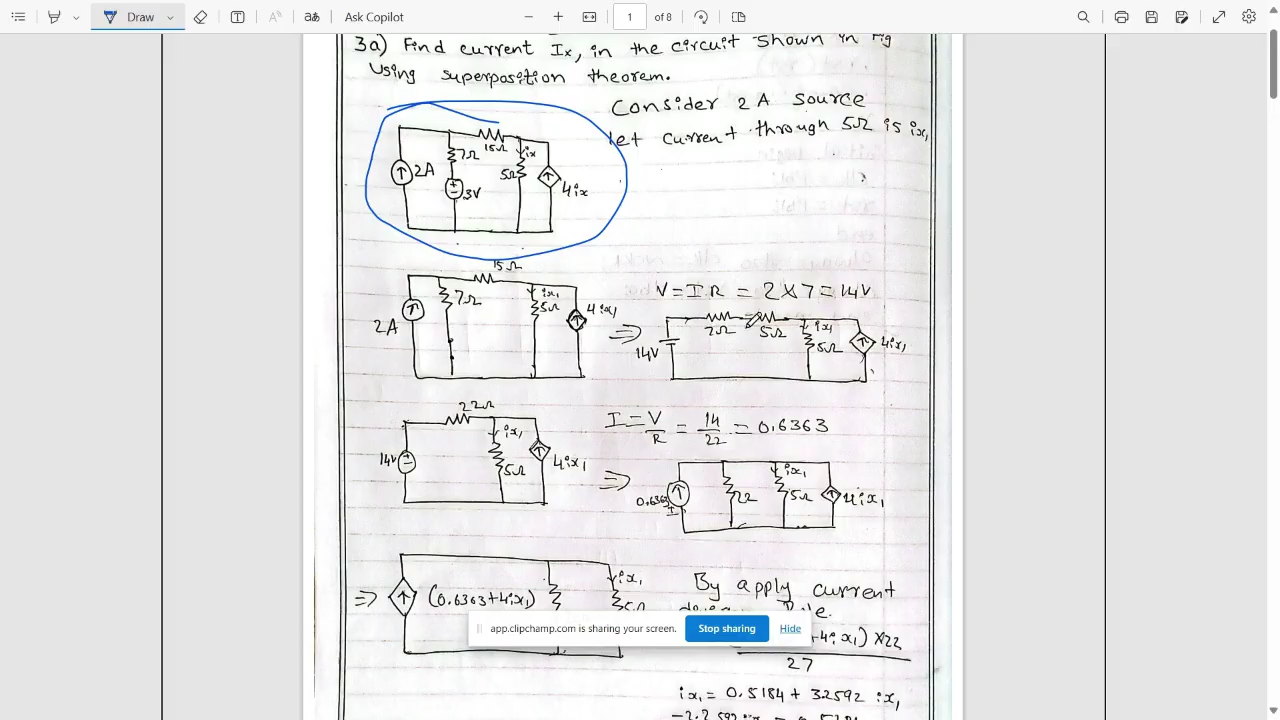 Draw
Ask Copilot
1 of 8
3a) Find current Ix, in the circuit shown in Fig
Using superposition theorem.
Consider 2 A source
let current through 5Ω is ix1
2A
7Ω
3V
15Ω
ix
5Ω
4ix
15Ω
2A
7Ω
ix1
5Ω
4ix1
V = IR = 2×7 = 14V
⇒
14V
7Ω
5Ω
ix1
5Ω
4ix1
22Ω
14V
ix1
5Ω
4ix1
I = V/R = 14/22 = 0.6363
⇒
0.6363
I
22
ix1
5Ω
4ix1
⇒
(0.6363+4ix1)
ix1
By apply current
+4ix1) ×22
27
app.clipchamp.com is sharing your screen.
Stop sharing
Hide
ix1 = 0.5184 + 3.2592 ix1